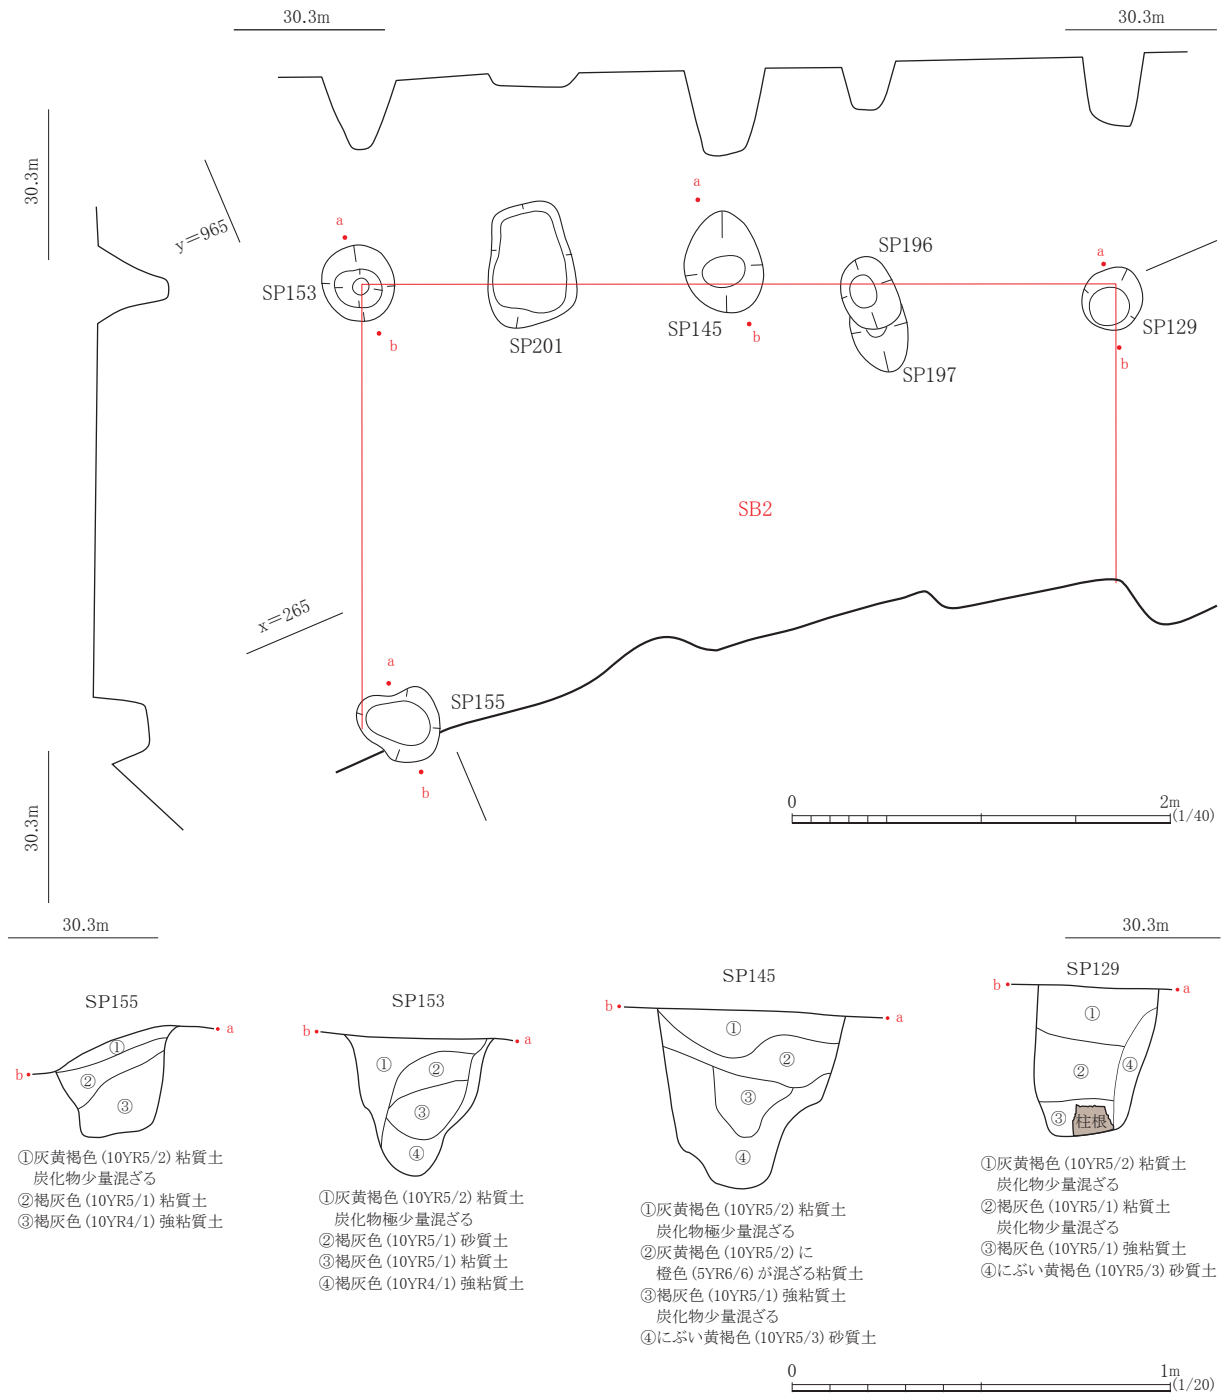 30.3m
30.3m
30.3m
y=965
a
a
SP196
a
SP153
SP145
SP129
b
SP201
b
b
SP197
SB2
x=265
a
SP155
b
30.3m
0
2m
(1/40)
30.3m
30.3m
SP155
SP153
SP145
SP129
b
a
①
②
③
b
a
①
②
③
④
b
a
①
②
③
④
b
a
①
②
③
④
柱根
①灰黄褐色(10YR5/2)粘質土
炭化物少量混ざる
②褐灰色(10YR5/1)粘質土
③褐灰色(10YR4/1)強粘質土
①灰黄褐色(10YR5/2)粘質土
炭化物極少量混ざる
②褐灰色(10YR5/1)砂質土
③褐灰色(10YR5/1)粘質土
④褐灰色(10YR4/1)強粘質土
①灰黄褐色(10YR5/2)粘質土
炭化物極少量混ざる
②灰黄褐色(10YR5/2)に
橙色(5YR6/6)が混ざる粘質土
③褐灰色(10YR5/1)強粘質土
炭化物少量混ざる
④にぶい黄褐色(10YR5/3)砂質土
①灰黄褐色(10YR5/2)粘質土
炭化物少量混ざる
②褐灰色(10YR5/1)粘質土
炭化物少量混ざる
③褐灰色(10YR5/1)強粘質土
④にぶい黄褐色(10YR5/3)砂質土
0
1m
(1/20)